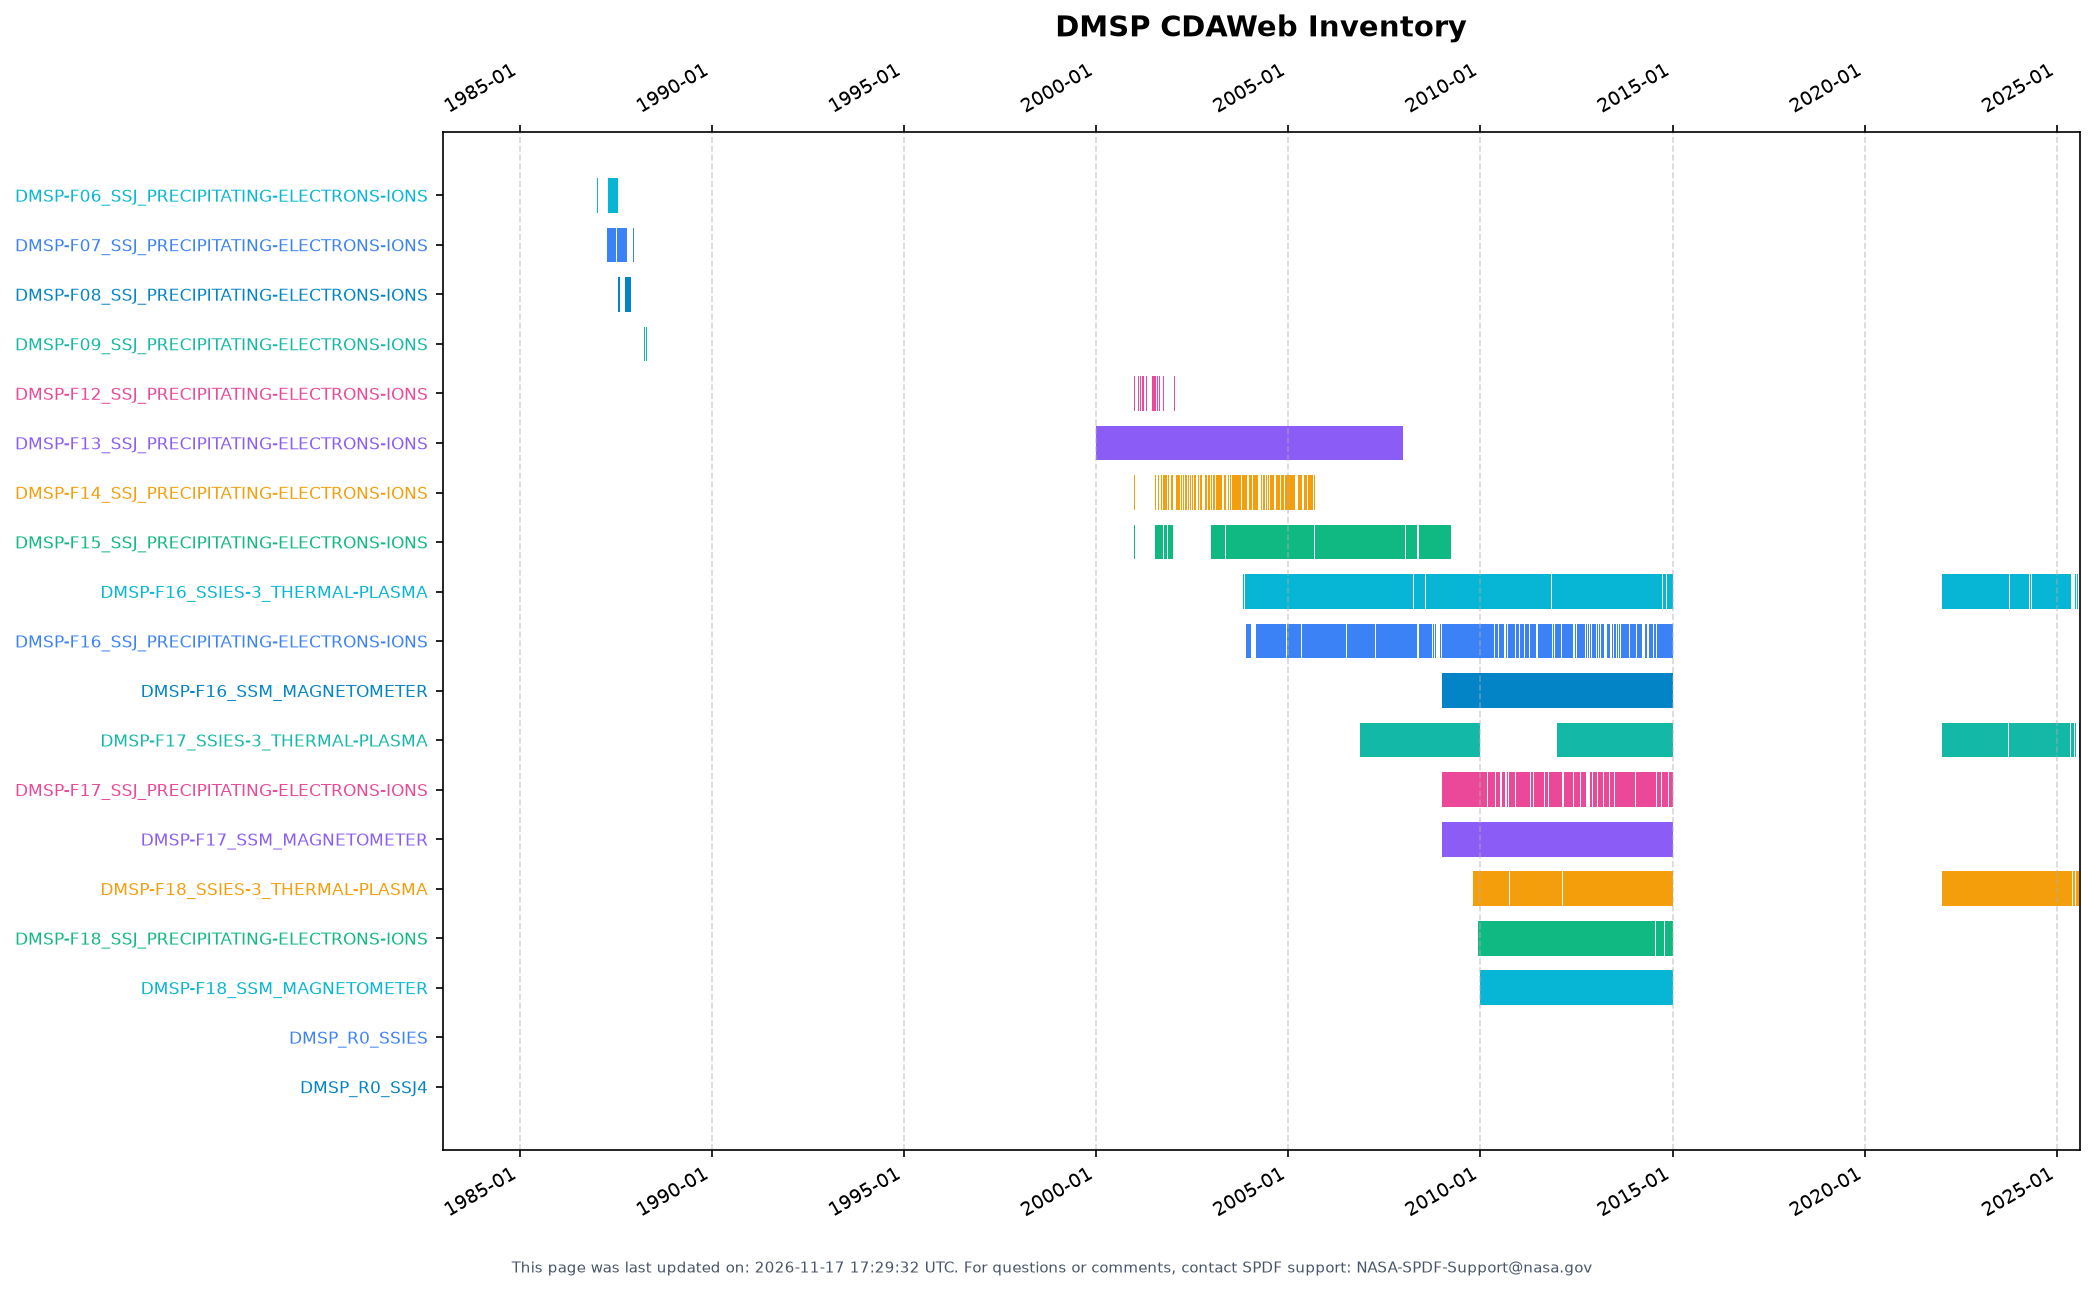 DMSP CDAWeb Inventory
1985-01 1990-01 1995-01 2000-01 2005-01 2010-01 2015-01 2020-01 2025-01
DMSP-F06_SSJ_PRECIPITATING-ELECTRONS-IONS
DMSP-F07_SSJ_PRECIPITATING-ELECTRONS-IONS
DMSP-F08_SSJ_PRECIPITATING-ELECTRONS-IONS
DMSP-F09_SSJ_PRECIPITATING-ELECTRONS-IONS
DMSP-F12_SSJ_PRECIPITATING-ELECTRONS-IONS
DMSP-F13_SSJ_PRECIPITATING-ELECTRONS-IONS
DMSP-F14_SSJ_PRECIPITATING-ELECTRONS-IONS
DMSP-F15_SSJ_PRECIPITATING-ELECTRONS-IONS
DMSP-F16_SSIES-3_THERMAL-PLASMA
DMSP-F16_SSJ_PRECIPITATING-ELECTRONS-IONS
DMSP-F16_SSM_MAGNETOMETER
DMSP-F17_SSIES-3_THERMAL-PLASMA
DMSP-F17_SSJ_PRECIPITATING-ELECTRONS-IONS
DMSP-F17_SSM_MAGNETOMETER
DMSP-F18_SSIES-3_THERMAL-PLASMA
DMSP-F18_SSJ_PRECIPITATING-ELECTRONS-IONS
DMSP-F18_SSM_MAGNETOMETER
DMSP_R0_SSIES
DMSP_R0_SSJ4
1985-01 1990-01 1995-01 2000-01 2005-01 2010-01 2015-01 2020-01 2025-01
This page was last updated on: 2026-11-17 17:29:32 UTC. For questions or comments, contact SPDF support: NASA-SPDF-Support@nasa.gov